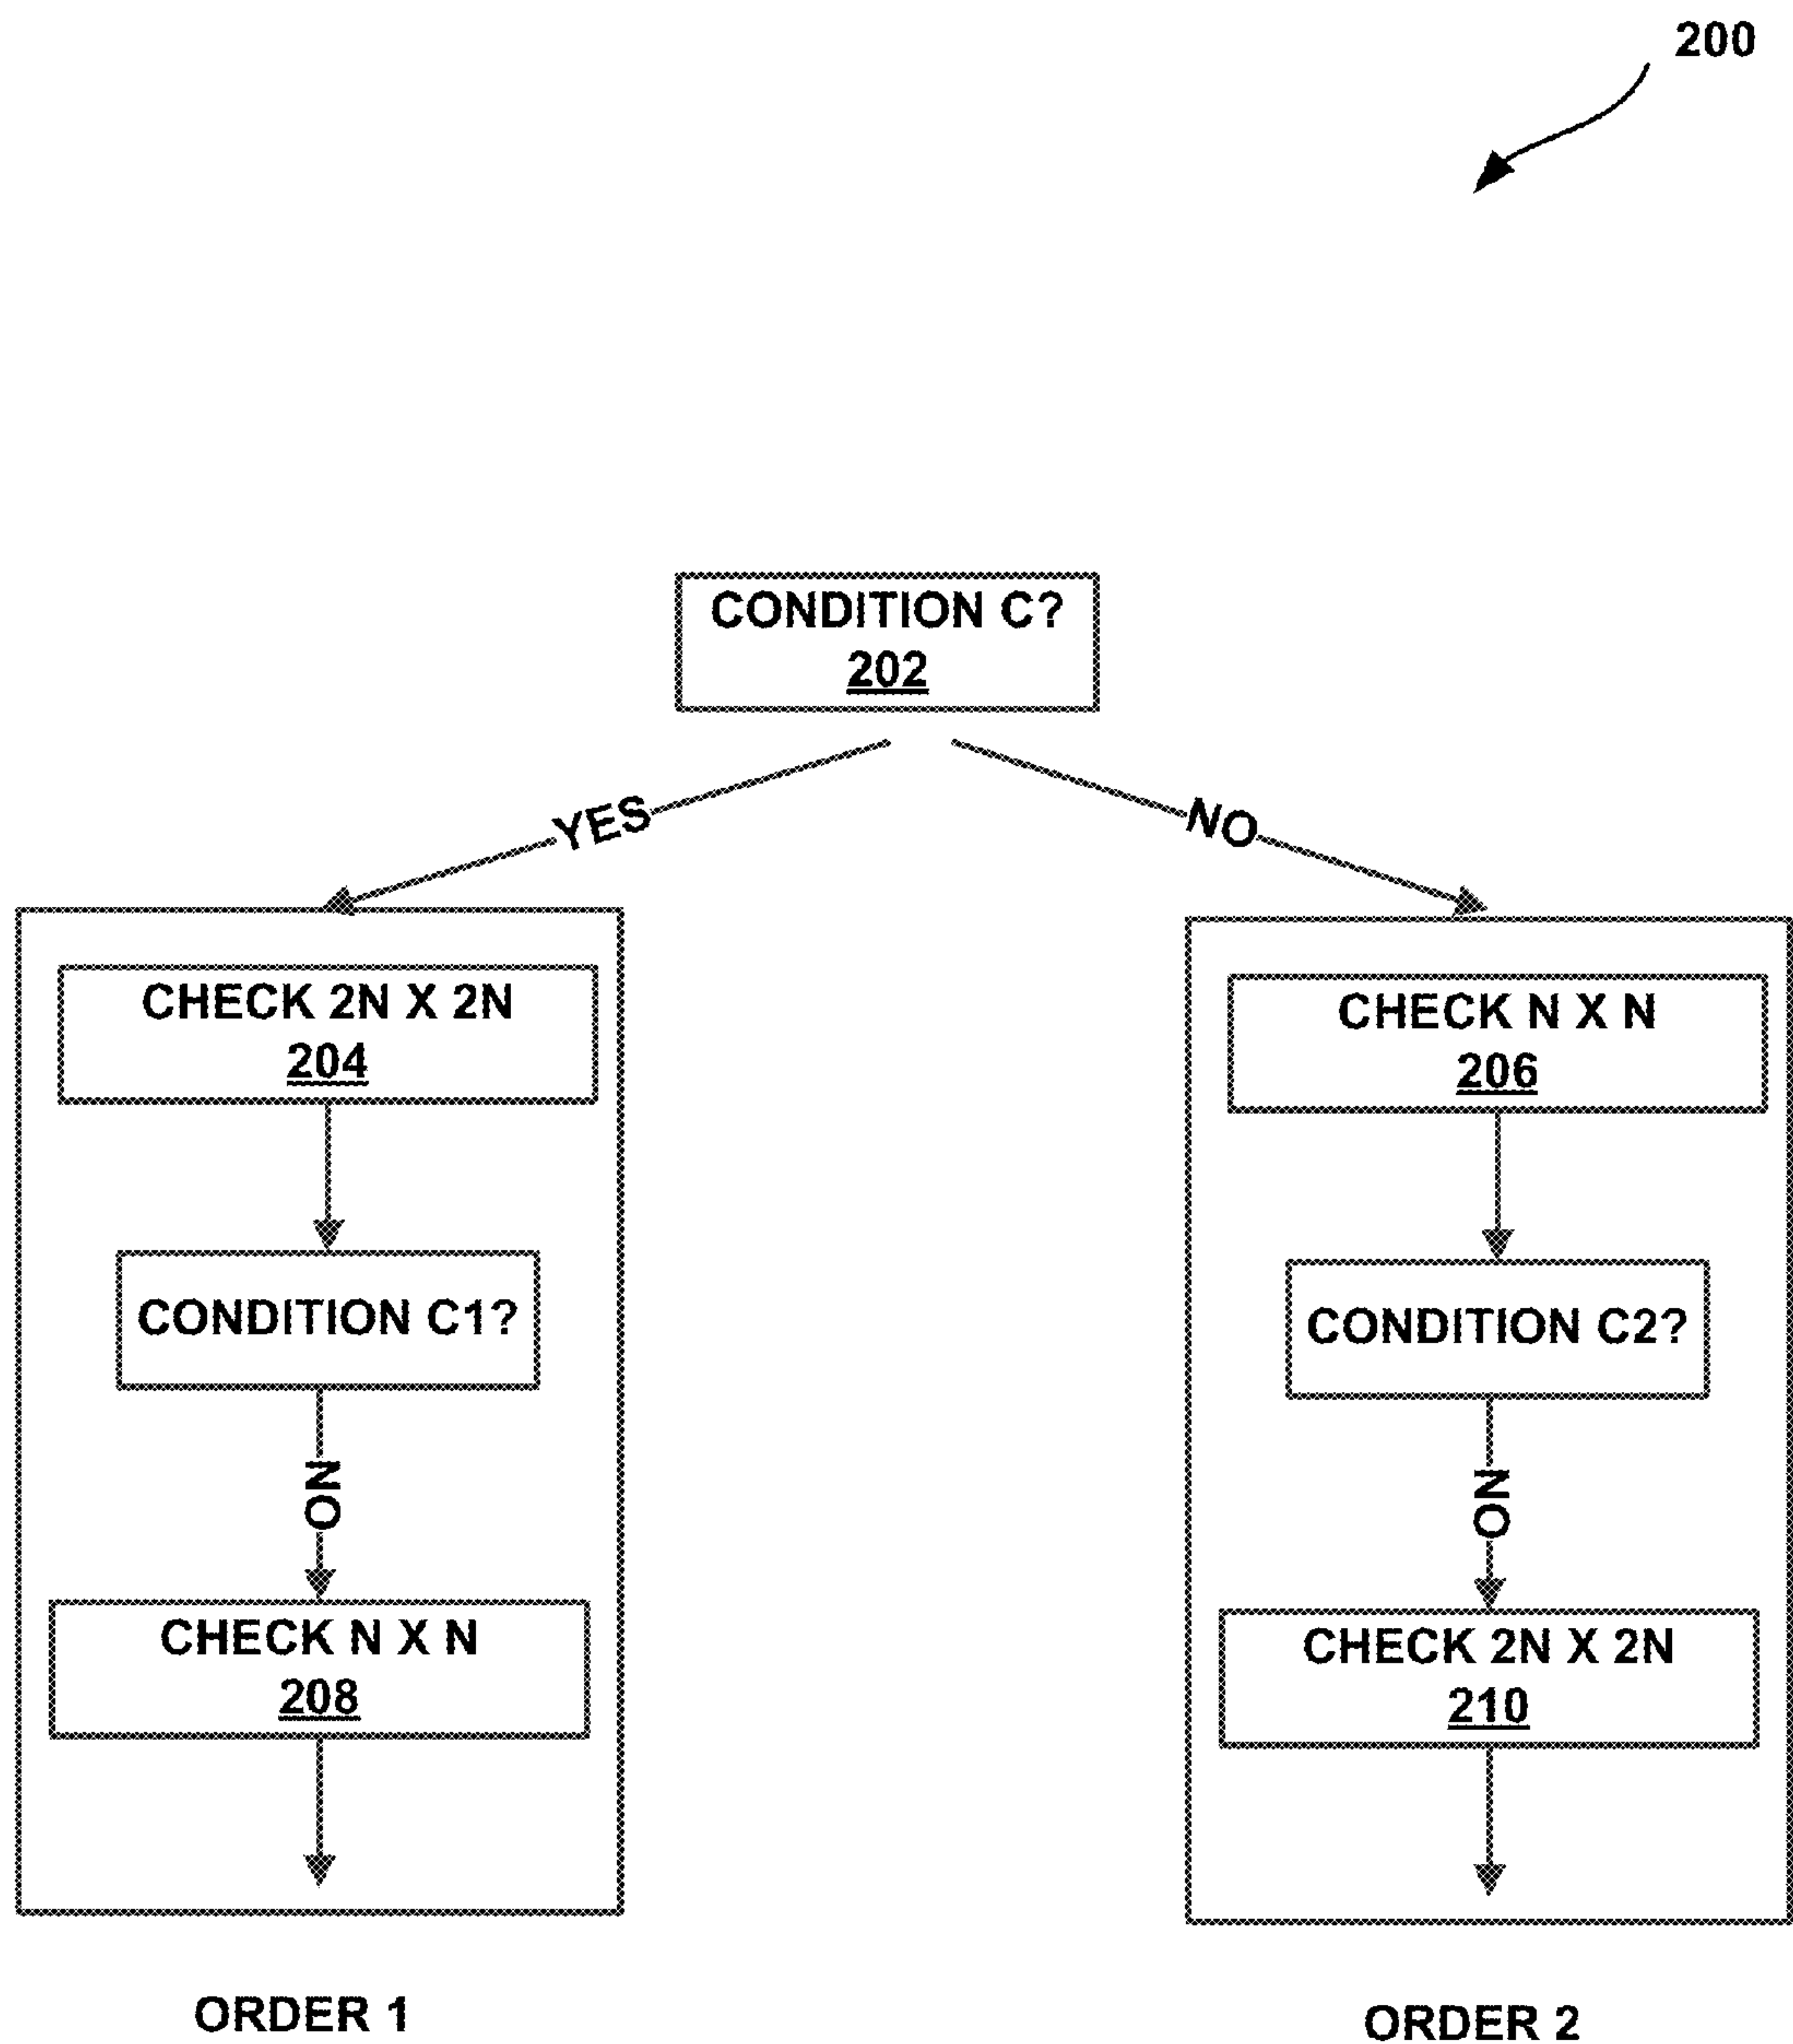 200
CONDITION C?
202
YES
NO
CHECK 2N X 2N
204
CONDITION C1?
NO
CHECK N X N
208
ORDER 1
CHECK N X N
206
CONDITION C2?
NO
CHECK 2N X 2N
210
ORDER 2